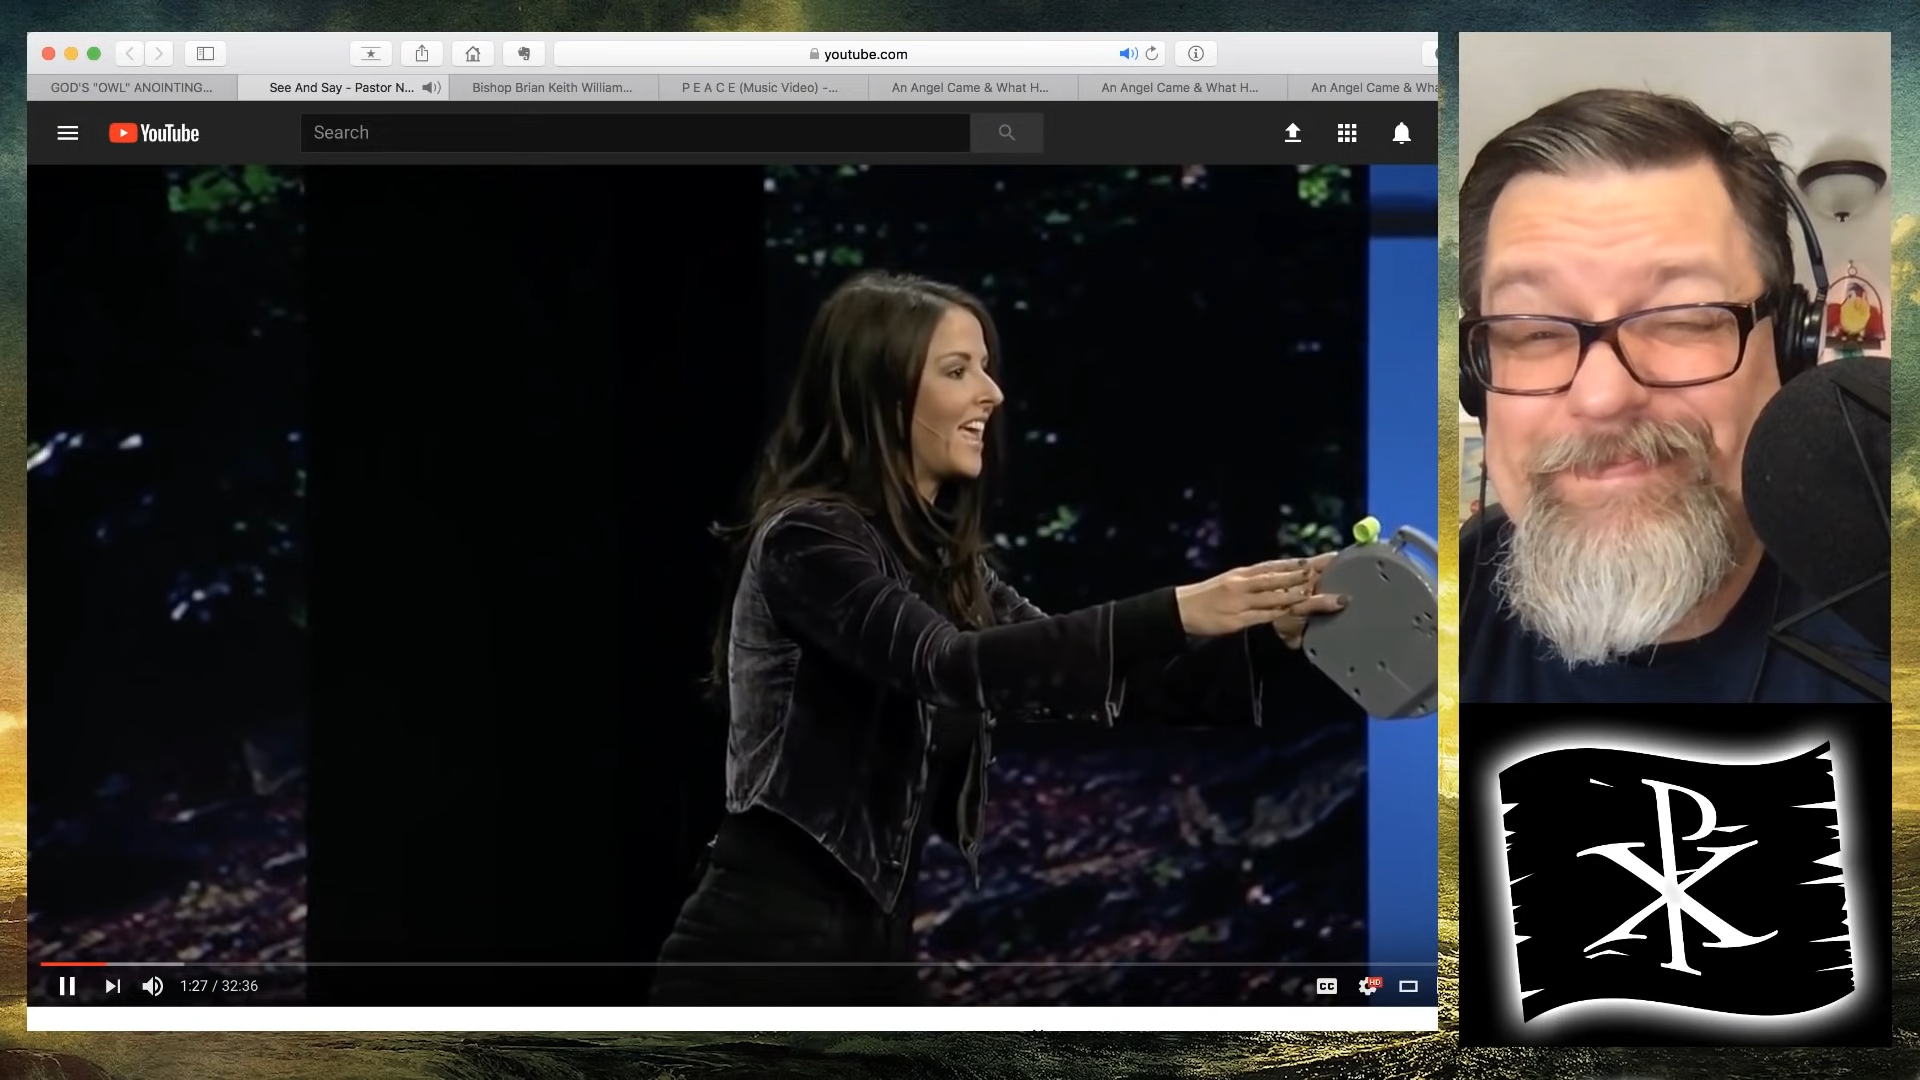 youtube.com
GOD'S "OWL" ANOINTING...
See And Say - Pastor N...
Bishop Brian Keith William...
P E A C E (Music Video) -...
An Angel Came & What H...
An Angel Came & What H...
An Angel Came & Wha
YouTube
Search
1:27 / 32:36
CC
HD